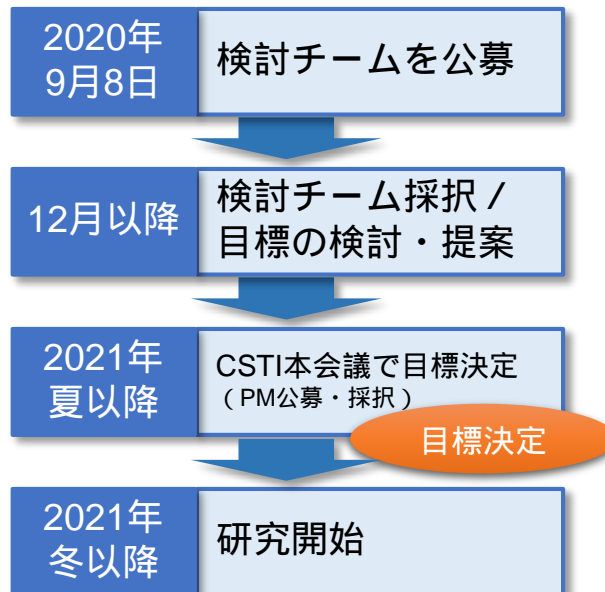 2020年
9月8日
検討チームを公募
12月以降
検討チーム採択／
目標の検討・提案
2021年
夏以降
CSTI本会議で目標決定
（PM公募・採択）
目標決定
2021年
冬以降
研究開始